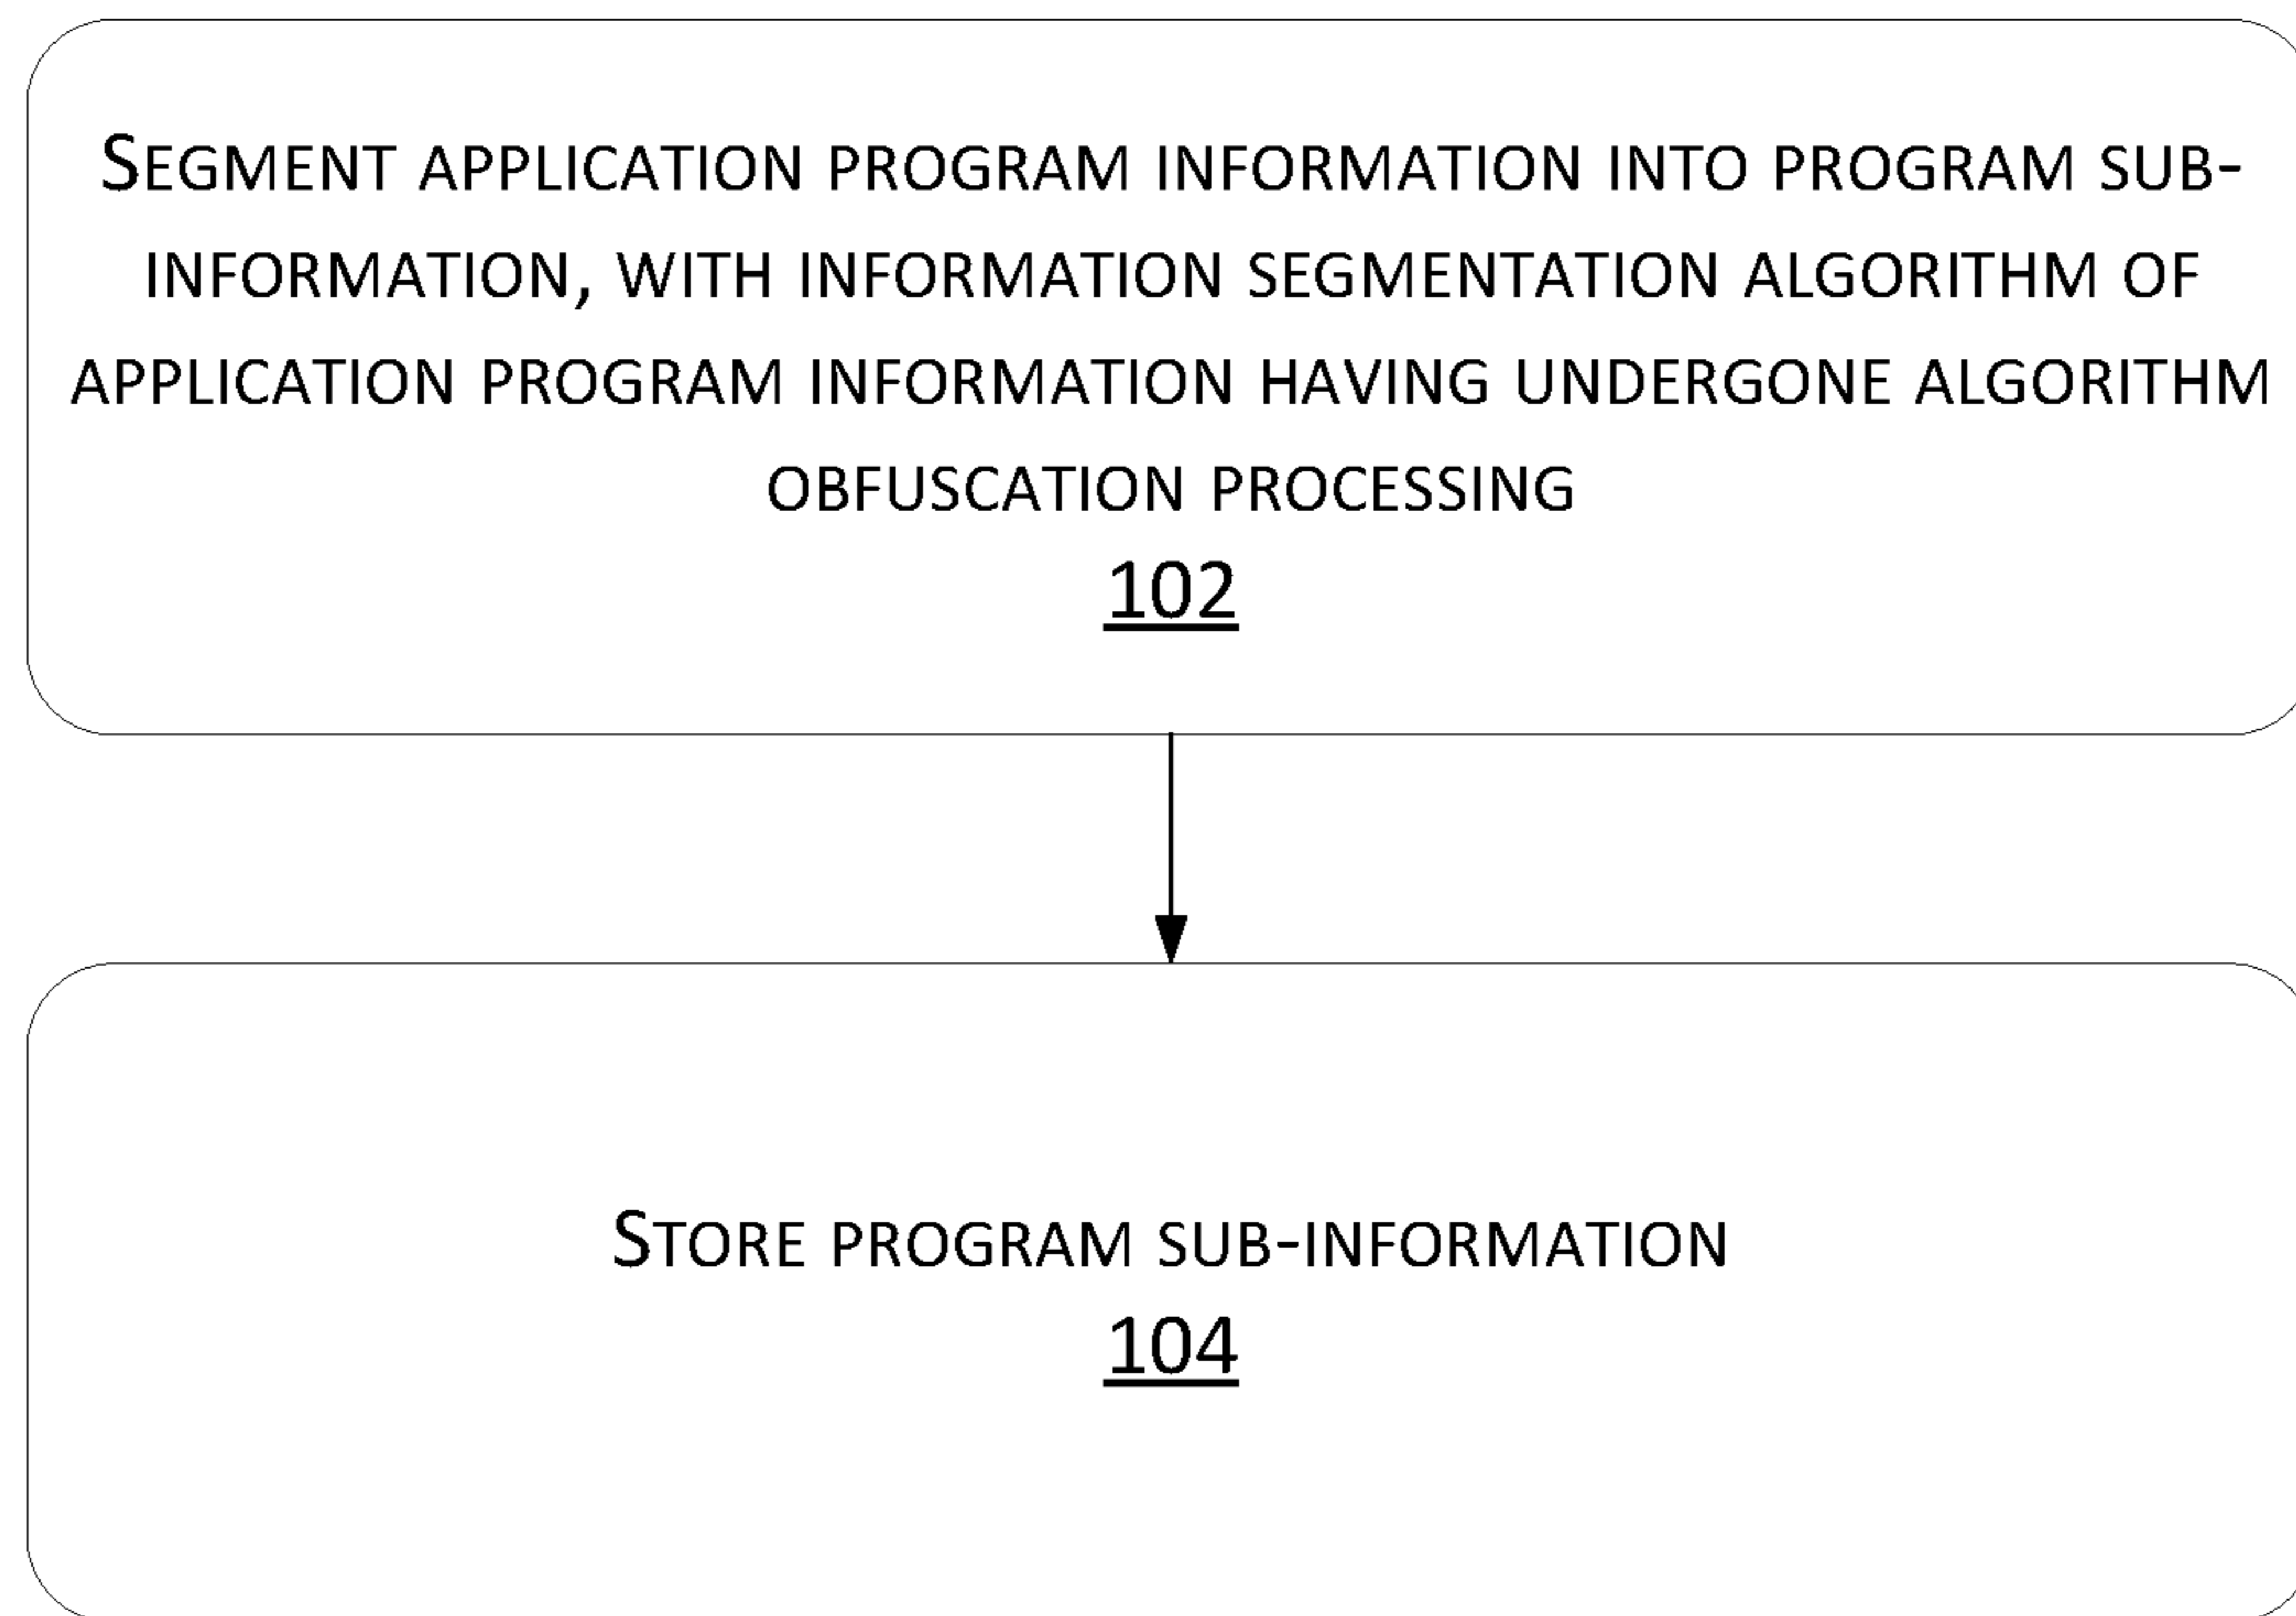 Segment application program information into program sub-
information, with information segmentation algorithm of
application program information having undergone algorithm
obfuscation processing
102
Store program sub-information
104